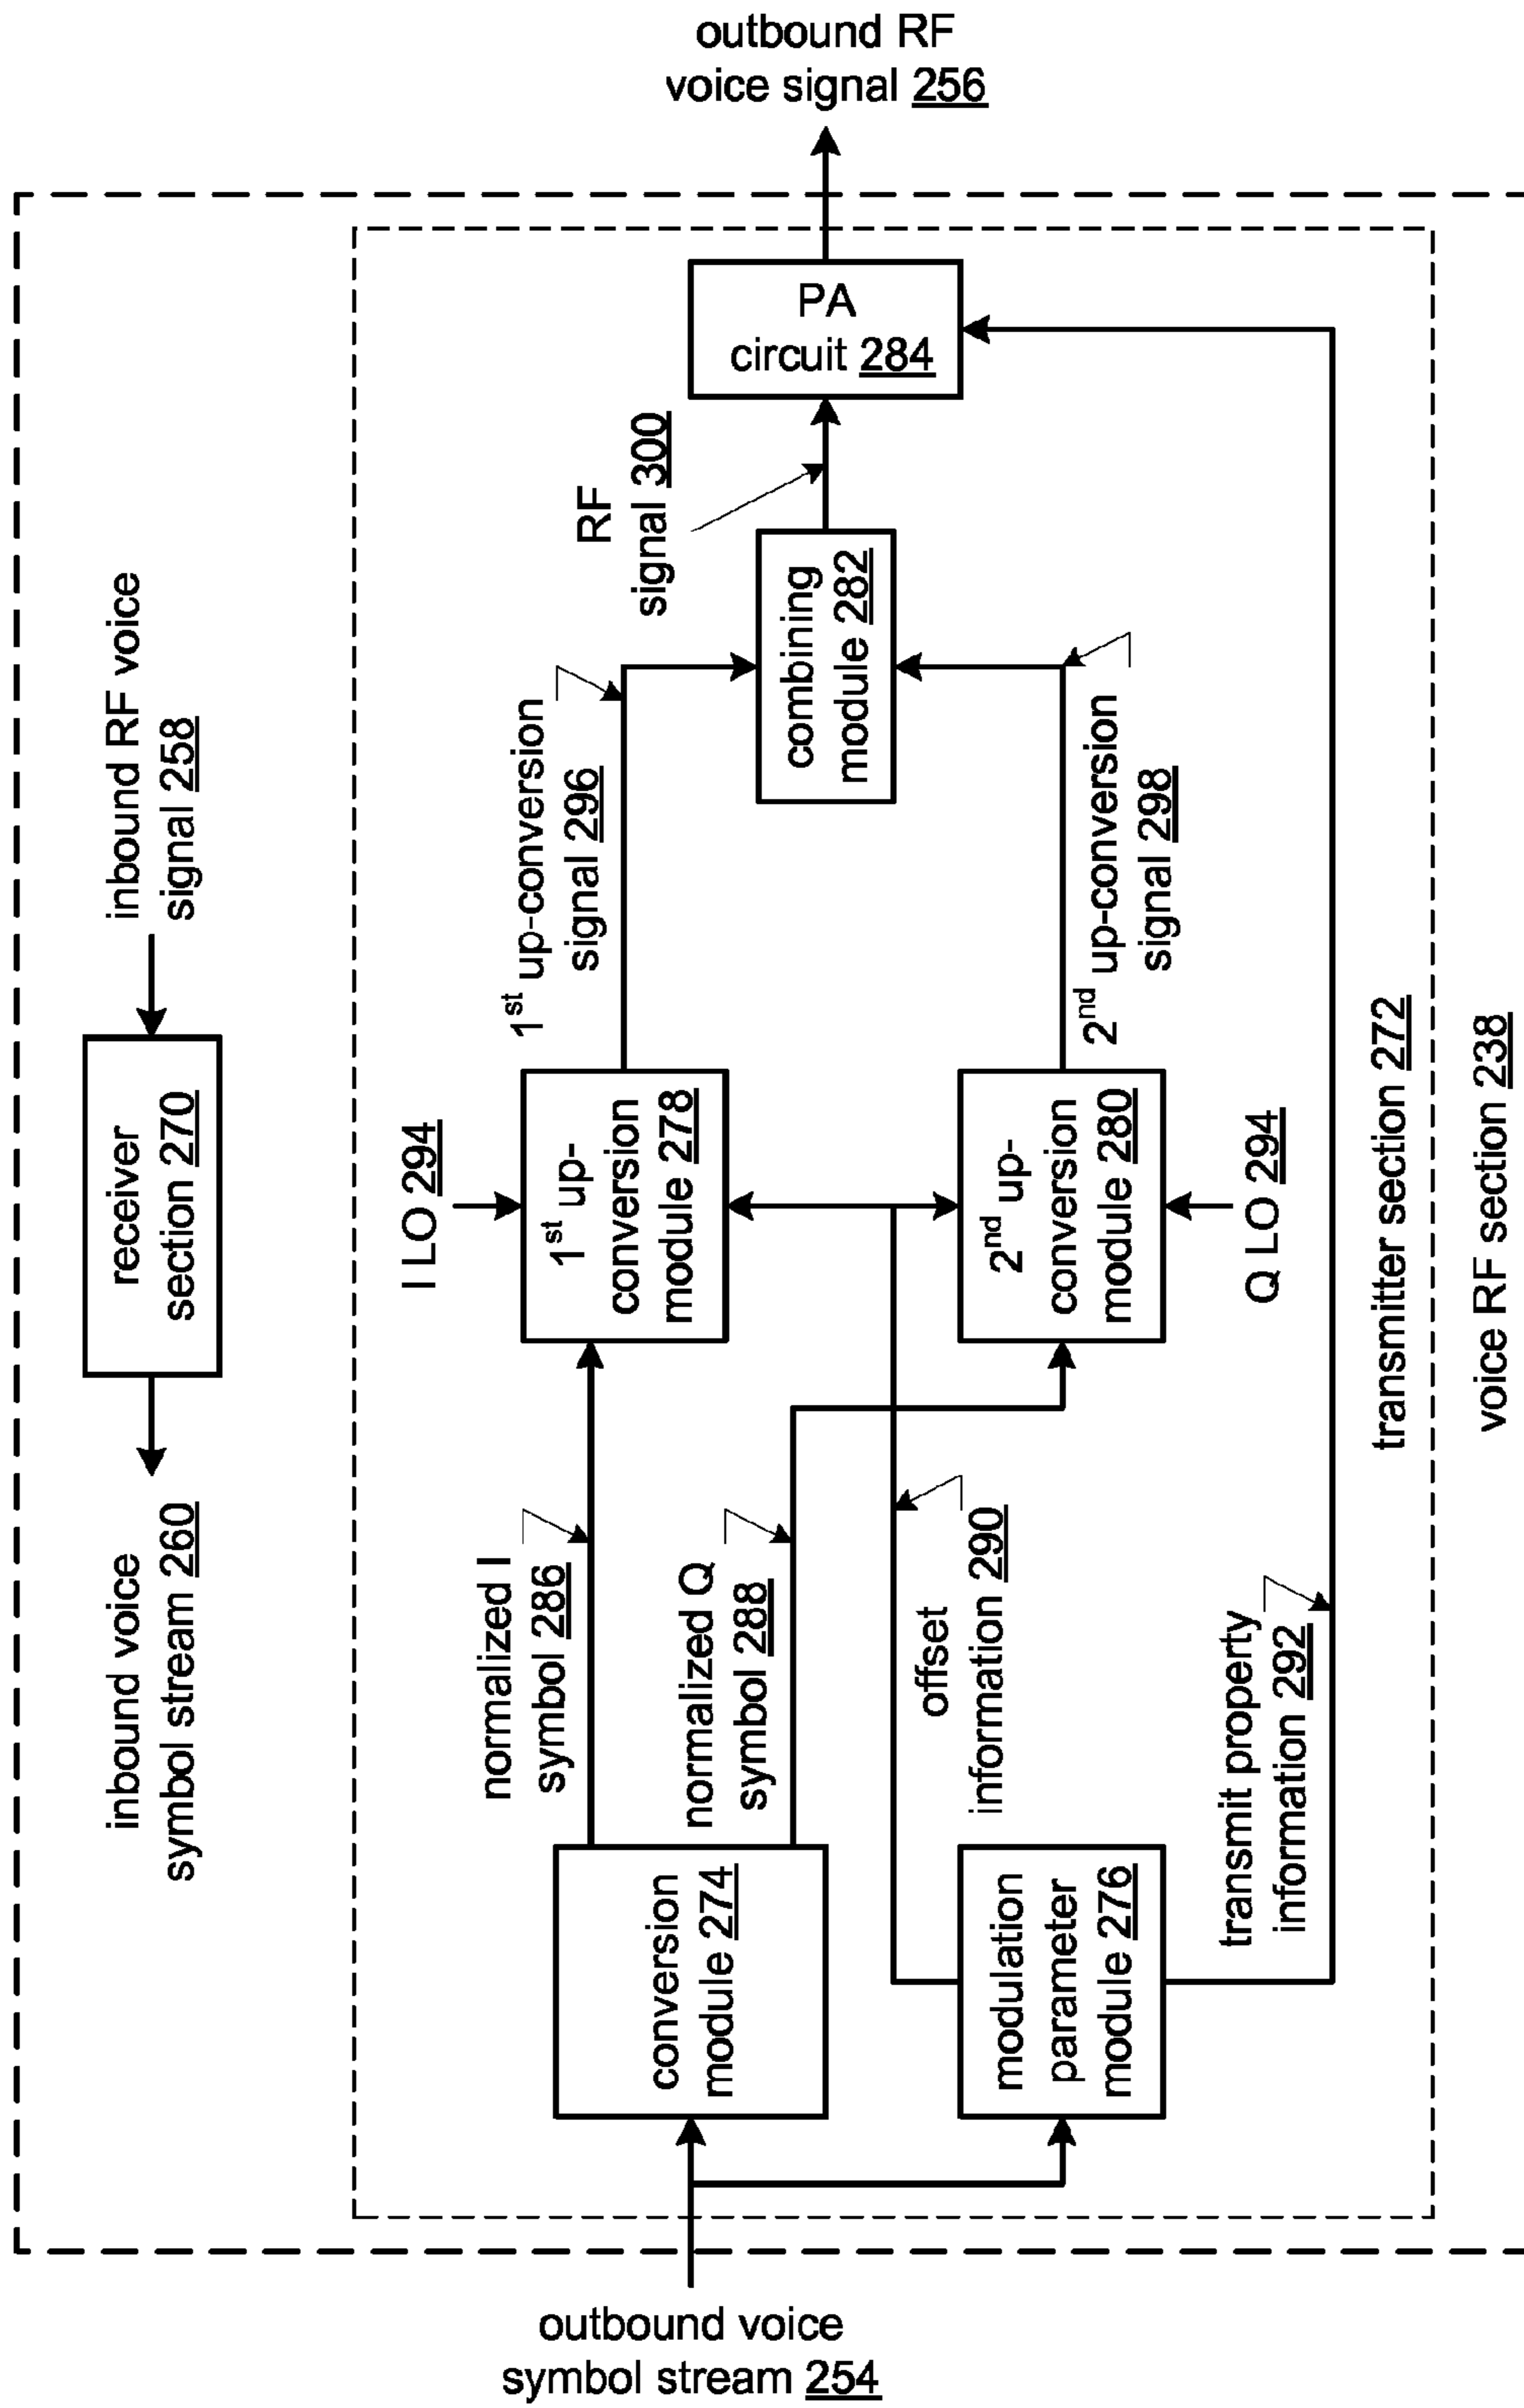 outbound RF
voice signal 256
inbound RF voice
signal 258
receiver
section 270
inbound voice
symbol stream 260
PA
circuit 284
RF
signal 300
combining
module 282
1st up-conversion
signal 296
2nd up-conversion
signal 298
I LO 294
1st up-
conversion
module 278
2nd up-
conversion
module 280
Q LO 294
normalized I
symbol 286
normalized Q
symbol 288
offset
information 290
transmit property
information 292
conversion
module 274
modulation
parameter
module 276
transmitter section 272
voice RF section 238
outbound voice
symbol stream 254